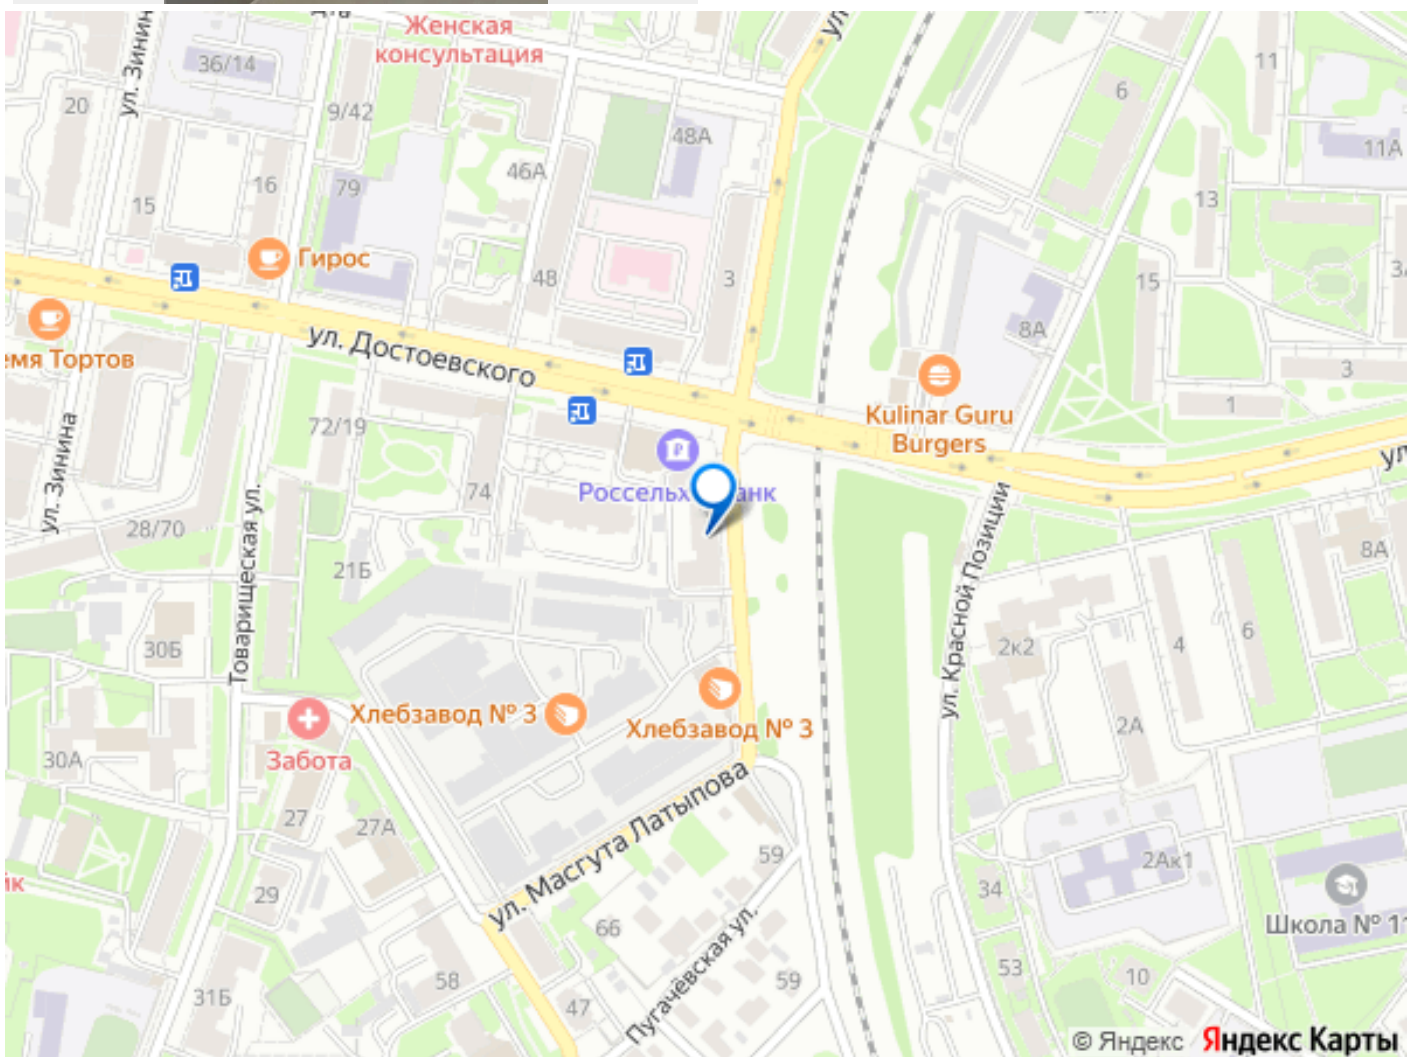 Женская
консультация
ул. Зинин
36/14
20
9/42
48А
46А
6
11
11А
16
79
15
13
Гирос
48
3
15
8А
ул. Достоевского
емя Тортов
3
1
Kulinar Guru
Burgers
72/19
ул. Зинина
74
28/70
21Б
Товарищеская ул.
ул. Красной Позиции
8А
30Б
2к2
4
6
2А
Хлебзавод № 3
Хлебзавод № 3
Забота
30А
27
27А
ул. Масгута Латыпова
59
2Ак1
29
34
Школа № 11
66
Пугачёвская ул.
58
59
53
10
31Б
47
© Яндекс Яндекс Карты